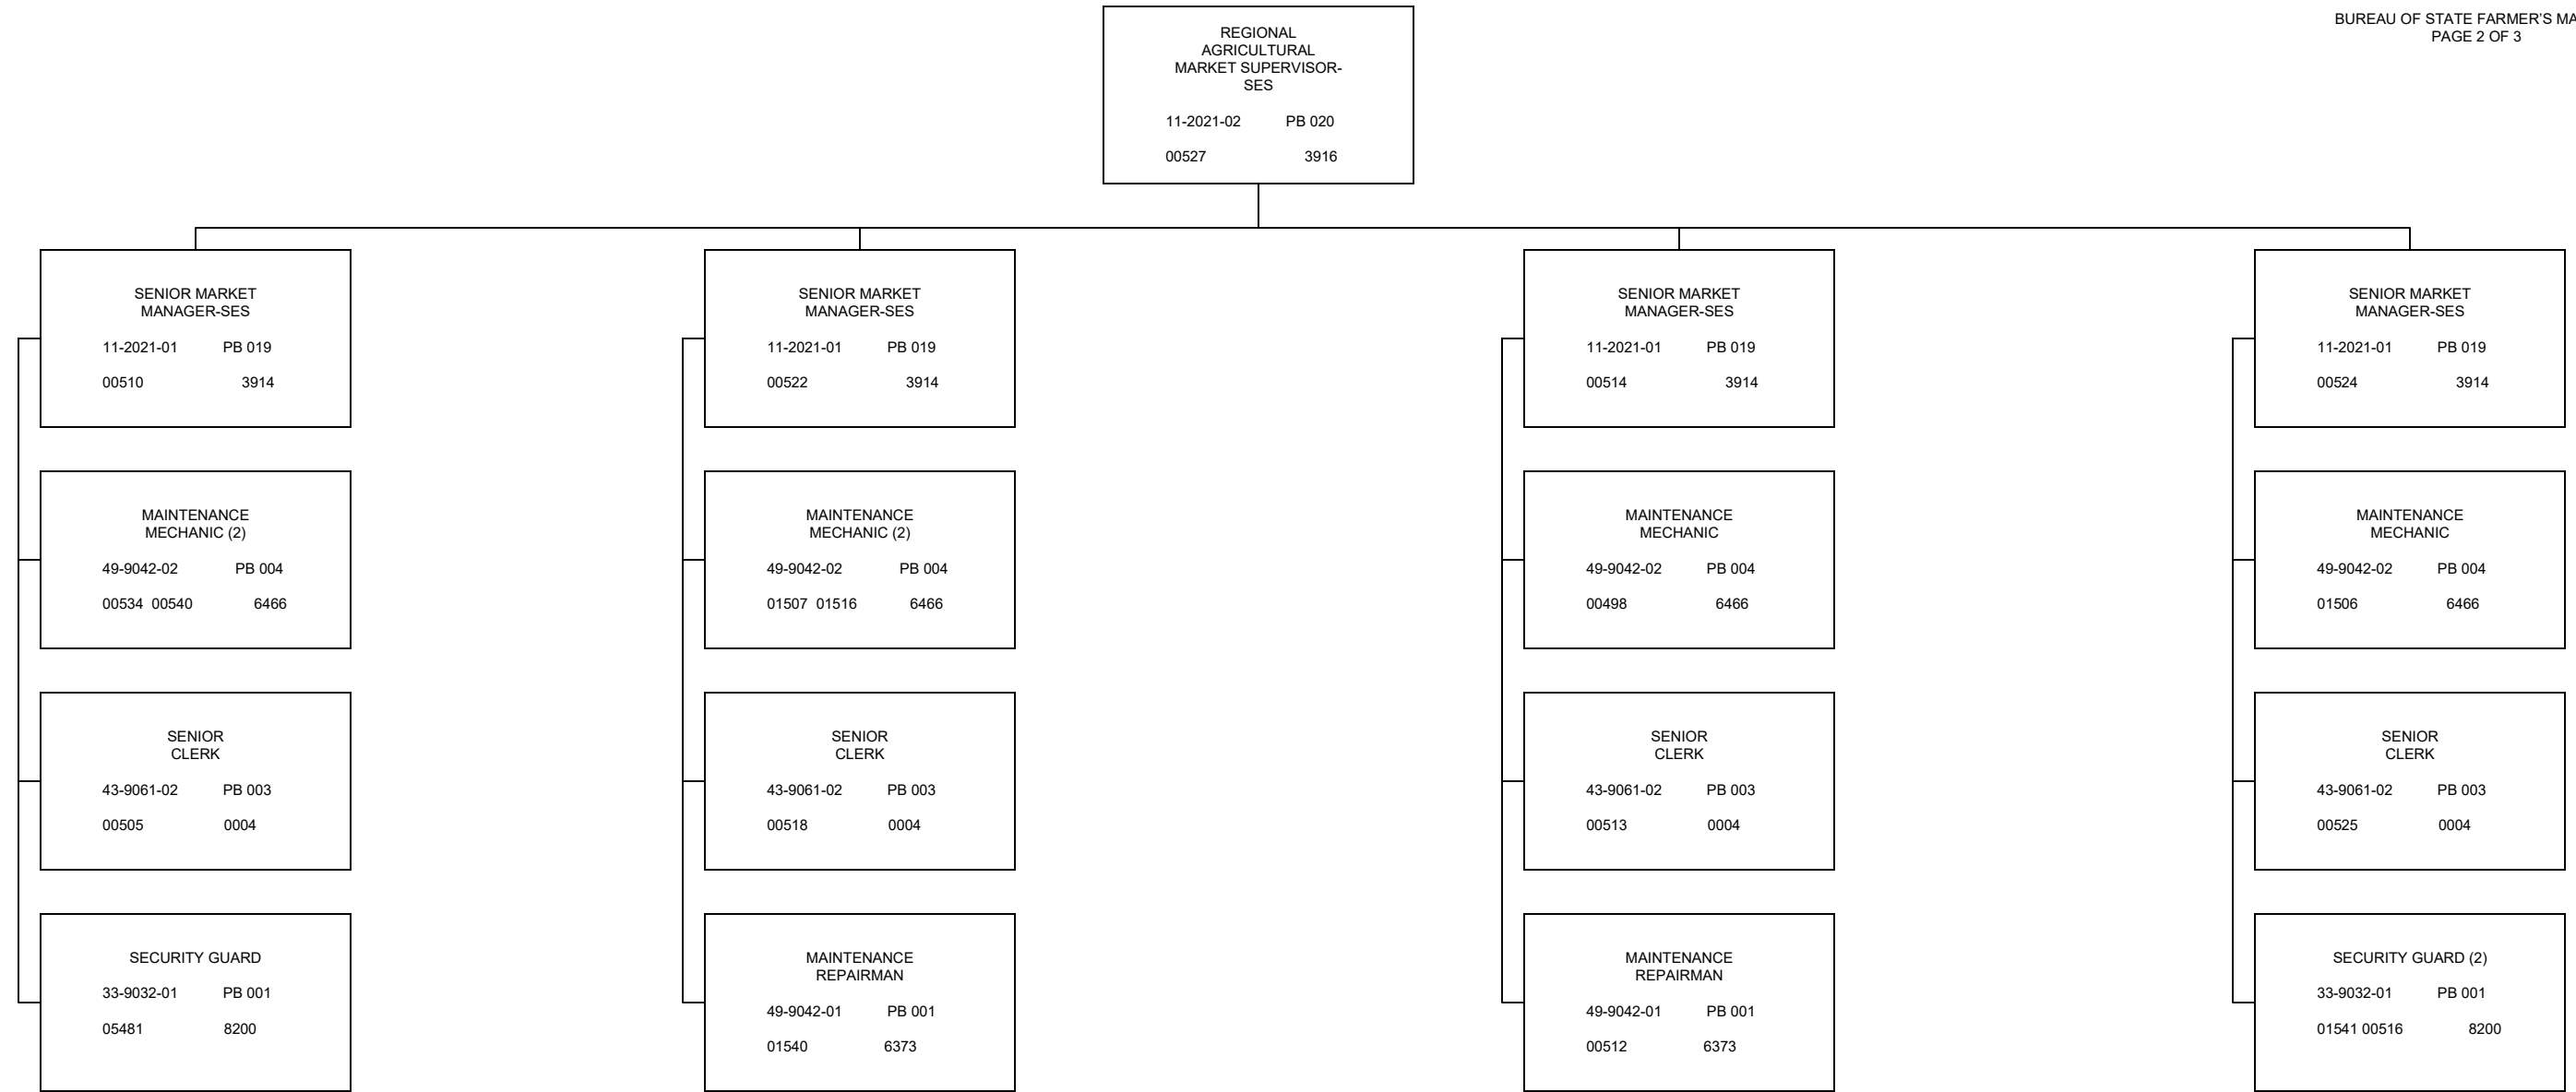 BUREAU OF STATE FARMER'S MA
PAGE 2 OF 3
REGIONAL
AGRICULTURAL
MARKET SUPERVISOR-
SES
11-2021-02 PB 020
00527 3916
SENIOR MARKET
MANAGER-SES
11-2021-01 PB 019
00510 3914
MAINTENANCE
MECHANIC (2)
49-9042-02 PB 004
00534 00540 6466
SENIOR
CLERK
43-9061-02 PB 003
00505 0004
SECURITY GUARD
33-9032-01 PB 001
05481 8200
SENIOR MARKET
MANAGER-SES
11-2021-01 PB 019
00522 3914
MAINTENANCE
MECHANIC (2)
49-9042-02 PB 004
01507 01516 6466
SENIOR
CLERK
43-9061-02 PB 003
00518 0004
MAINTENANCE
REPAIRMAN
49-9042-01 PB 001
01540 6373
SENIOR MARKET
MANAGER-SES
11-2021-01 PB 019
00514 3914
MAINTENANCE
MECHANIC
49-9042-02 PB 004
00498 6466
SENIOR
CLERK
43-9061-02 PB 003
00513 0004
MAINTENANCE
REPAIRMAN
49-9042-01 PB 001
00512 6373
SENIOR MARKET
MANAGER-SES
11-2021-01 PB 019
00524 3914
MAINTENANCE
MECHANIC
49-9042-02 PB 004
01506 6466
SENIOR
CLERK
43-9061-02 PB 003
00525 0004
SECURITY GUARD (2)
33-9032-01 PB 001
01541 00516 8200